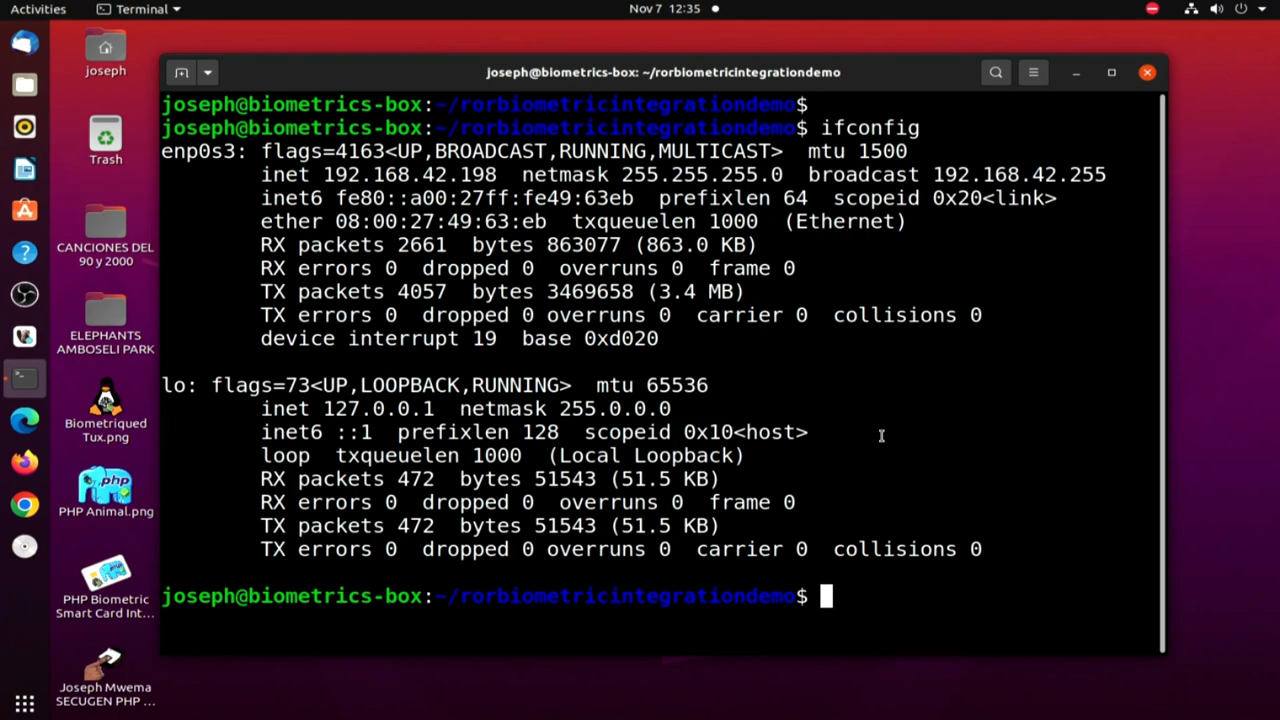 Activities
Terminal
Nov 7 12:35
joseph
Trash
CANCIONES DEL
90 y 2000
ELEPHANTS
AMBOSELI PARK
Biometriqued
Tux.png
php
PHP Animal.png
PHP Biometric
Smart Card Int...
Joseph Mwema
SECUGEN PHP ...
joseph@biometrics-box: ~/rorbiometricintegrationdemo
joseph@biometrics-box:~/rorbiometricintegrationdemo$
joseph@biometrics-box:~/rorbiometricintegrationdemo$ ifconfig
enp0s3: flags=4163<UP,BROADCAST,RUNNING,MULTICAST>  mtu 1500
        inet 192.168.42.198  netmask 255.255.255.0  broadcast 192.168.42.255
        inet6 fe80::a00:27ff:fe49:63eb  prefixlen 64  scopeid 0x20<link>
        ether 08:00:27:49:63:eb  txqueuelen 1000  (Ethernet)
        RX packets 2661  bytes 863077 (863.0 KB)
        RX errors 0  dropped 0  overruns 0  frame 0
        TX packets 4057  bytes 3469658 (3.4 MB)
        TX errors 0  dropped 0 overruns 0  carrier 0  collisions 0
        device interrupt 19  base 0xd020
lo: flags=73<UP,LOOPBACK,RUNNING>  mtu 65536
        inet 127.0.0.1  netmask 255.0.0.0
        inet6 ::1  prefixlen 128  scopeid 0x10<host>
        loop  txqueuelen 1000  (Local Loopback)
        RX packets 472  bytes 51543 (51.5 KB)
        RX errors 0  dropped 0  overruns 0  frame 0
        TX packets 472  bytes 51543 (51.5 KB)
        TX errors 0  dropped 0 overruns 0  carrier 0  collisions 0
joseph@biometrics-box:~/rorbiometricintegrationdemo$